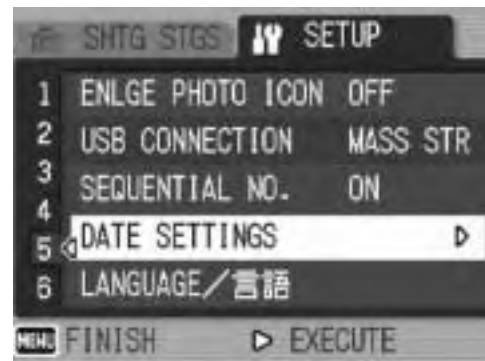 SHTG STGS SETUP
1 ENLGE PHOTO ICON OFF
2 USB CONNECTION MASS STR
3 SEQUENTIAL NO. ON
4
5 DATE SETTINGS
6 LANGUAGE/言語
MENU FINISH EXECUTE